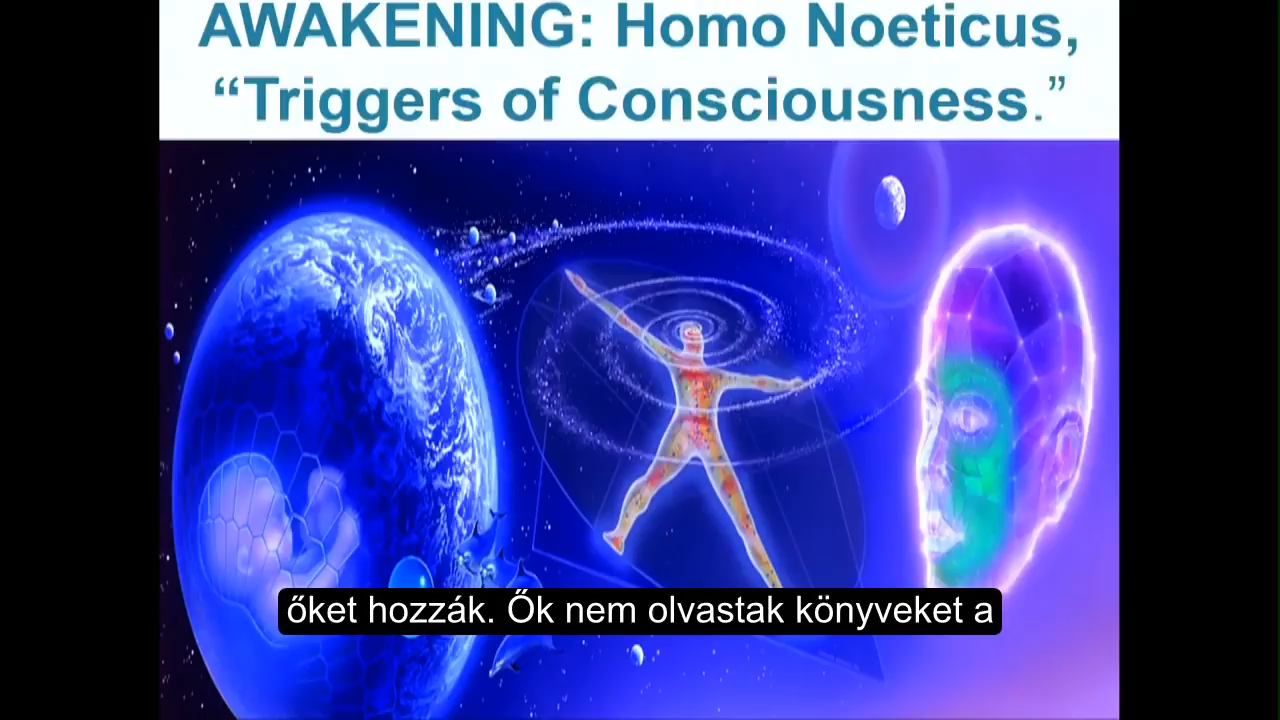 AWAKENING: Homo Noeticus,
“Triggers of Consciousness.”
őket hozzák. Ők nem olvastak könyveket a